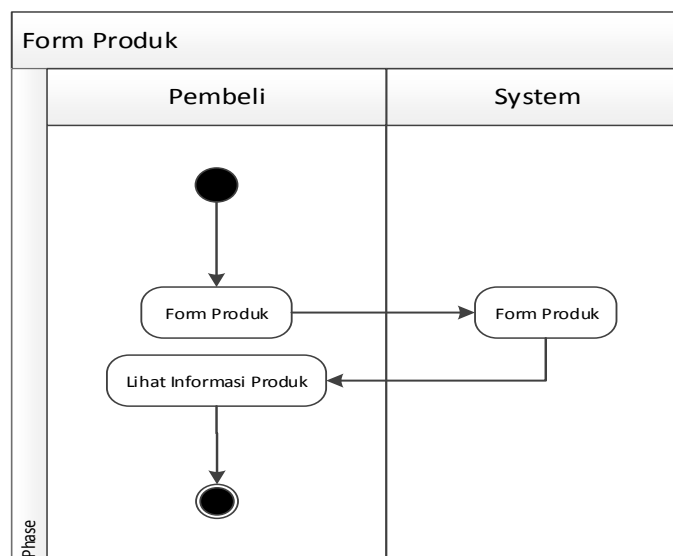 Form Produk
Pembeli
System
Form Produk
Form Produk
Lihat Informasi Produk
Phase